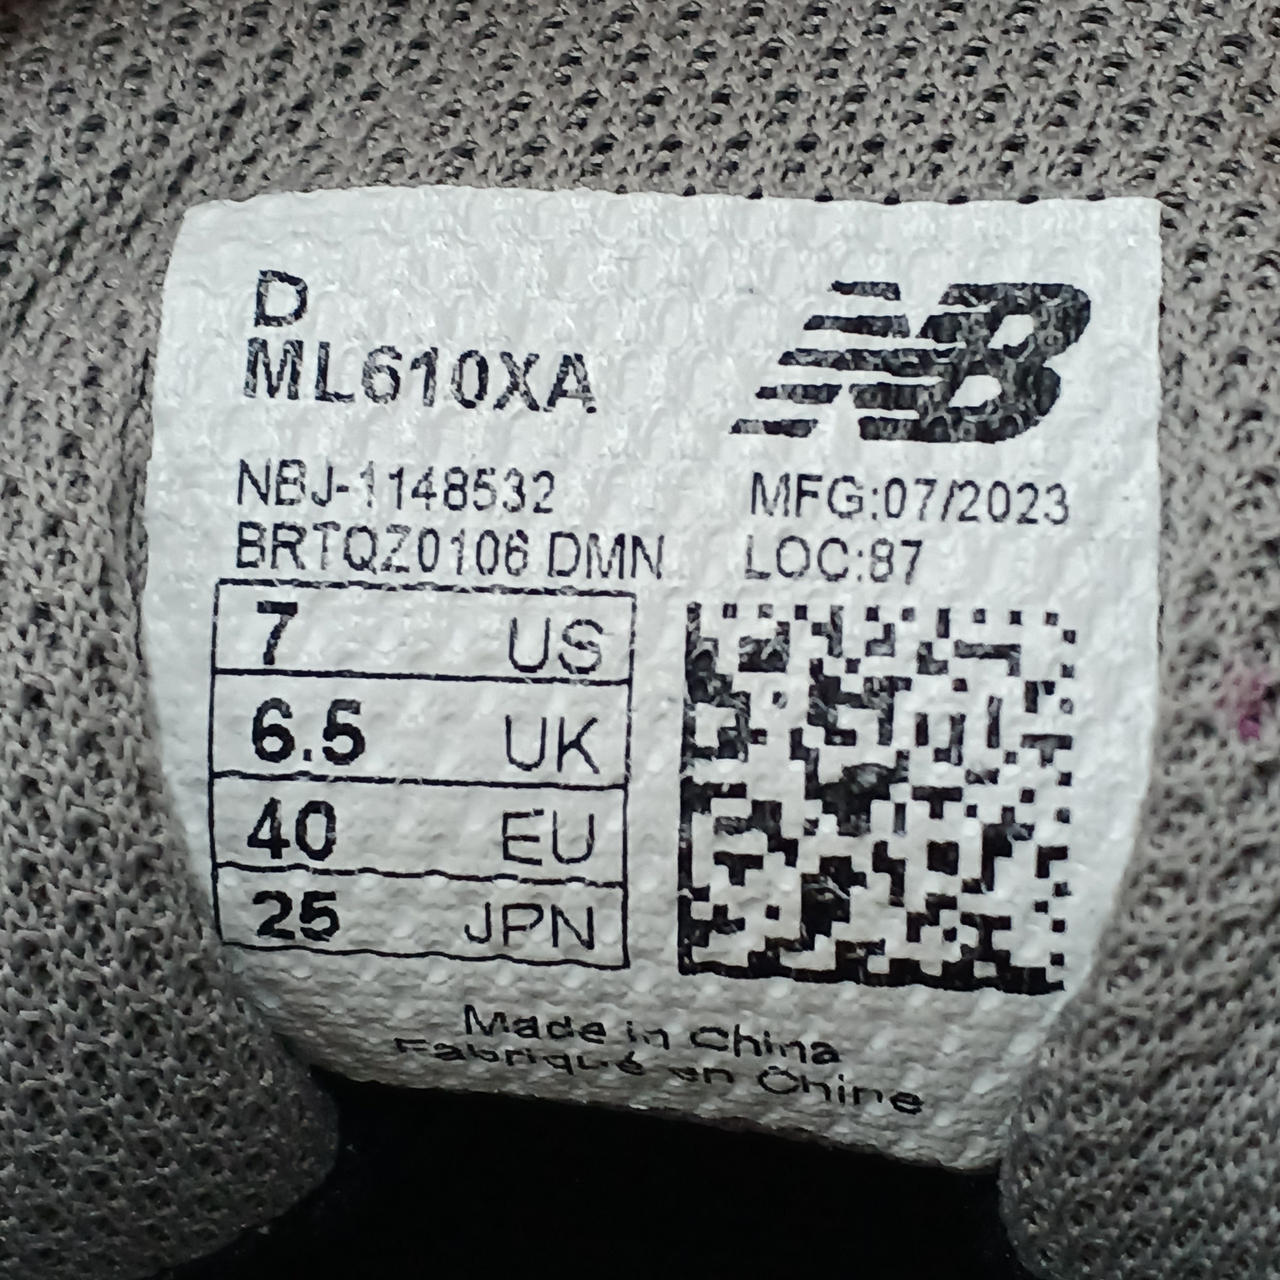 D
ML610XA
NB
NBJ-1148532
MFG:07/2023
BRTQZ0106 DMN
LOC:87
7 US
6.5 UK
40 EU
25 JPN
Made in China
Fabriqué en Chine